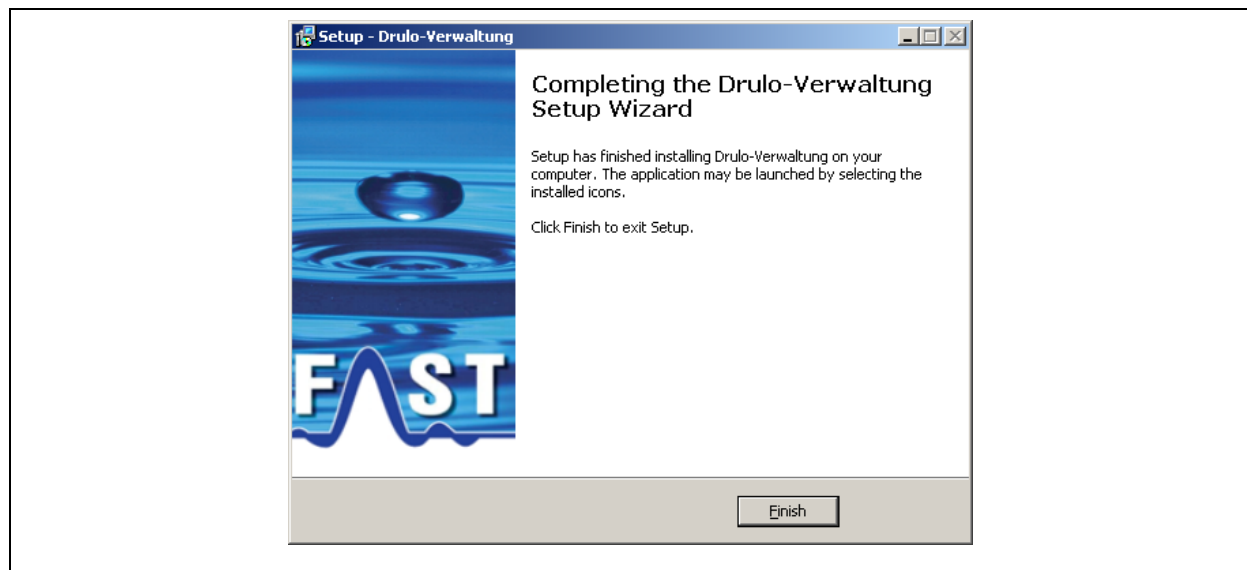 Setup - Drulo-Verwaltung
Completing the Drulo-Verwaltung
Setup Wizard
Setup has finished installing Drulo-Verwaltung on your
computer. The application may be launched by selecting the
installed icons.
Click Finish to exit Setup.
FAST
Finish